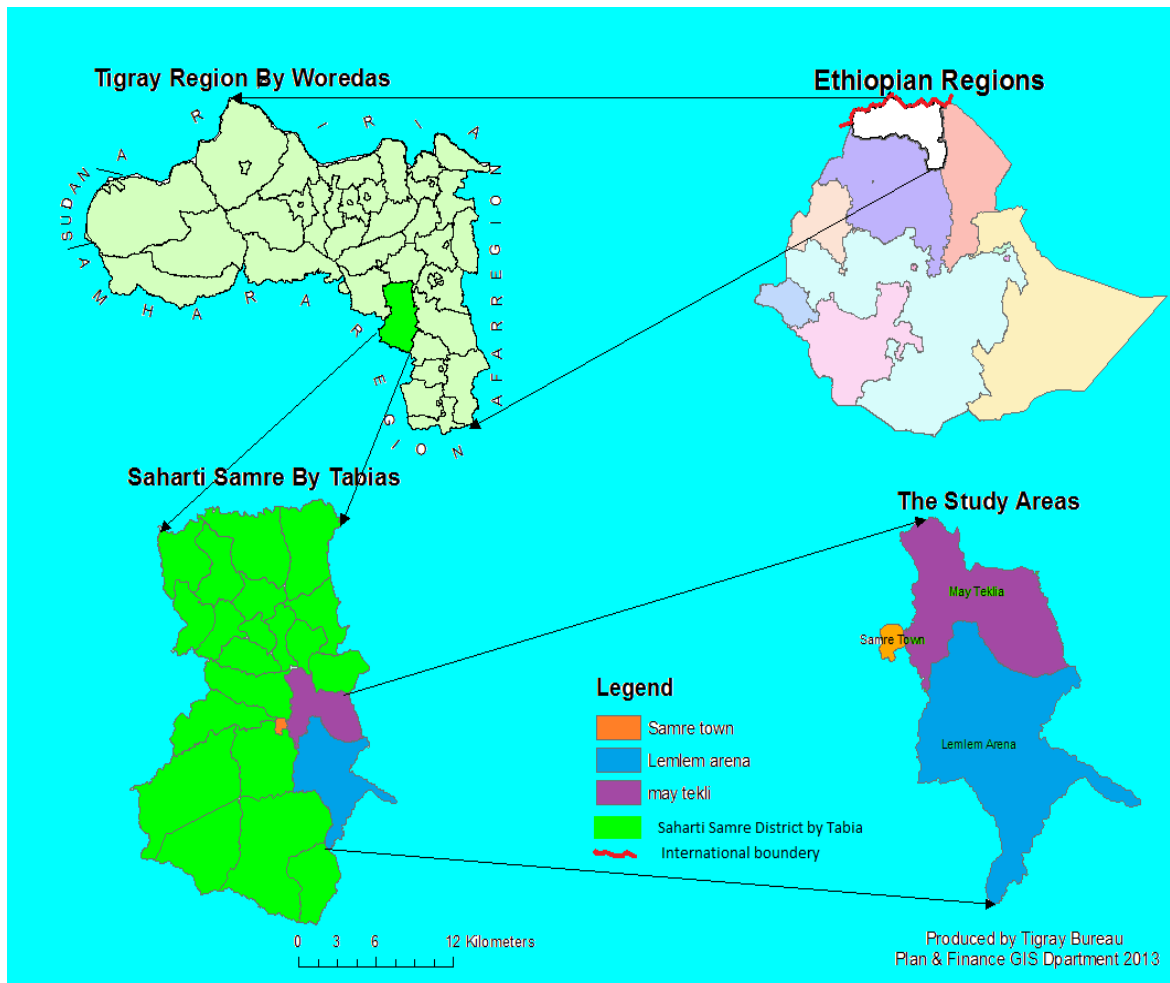 Tigray Region By Woredas
Ethiopian Regions
A R I R I A
SUDAN
AMHARA REGION
AFAR REGION
Saharti Samre By Tabias
The Study Areas
May Teklia
Samre Town
Lemlem Arena
Legend
Samre town
Lemlem arena
may tekli
Saharti Samre District by Tabia
International boundary
0 3 6 12 Kilometers
Produced by Tigray Bureau
Plan & Finance GIS Dpartment 2013